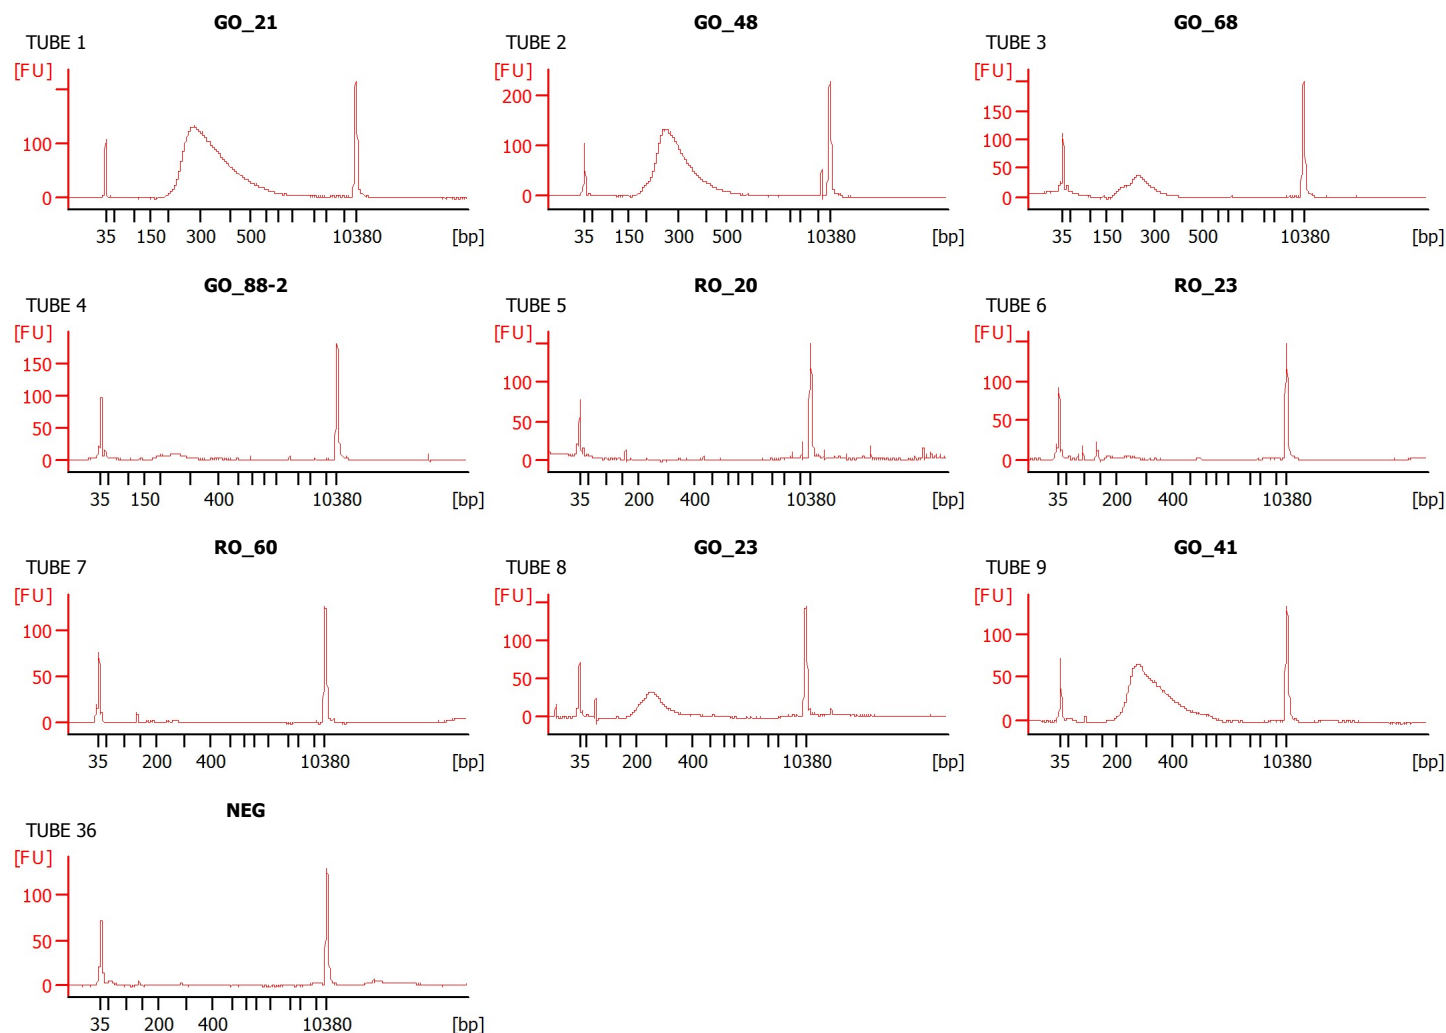 GO_21
TUBE 1
[FU]
100
0
35 150 300 500 10380 [bp]
GO_48
TUBE 2
[FU]
200
100
0
35 150 300 500 10380 [bp]
GO_68
TUBE 3
[FU]
150
100
50
0
35 150 300 500 10380 [bp]
GO_88-2
TUBE 4
[FU]
150
100
50
0
35 150 400 10380 [bp]
RO_20
TUBE 5
[FU]
100
50
0
35 200 400 10380 [bp]
RO_23
TUBE 6
[FU]
100
50
0
35 200 400 10380 [bp]
RO_60
TUBE 7
[FU]
100
50
0
35 200 400 10380 [bp]
GO_23
TUBE 8
[FU]
100
50
0
35 200 400 10380 [bp]
GO_41
TUBE 9
[FU]
100
50
0
35 200 400 10380 [bp]
NEG
TUBE 36
[FU]
100
50
0
35 200 400 10380 [bp]